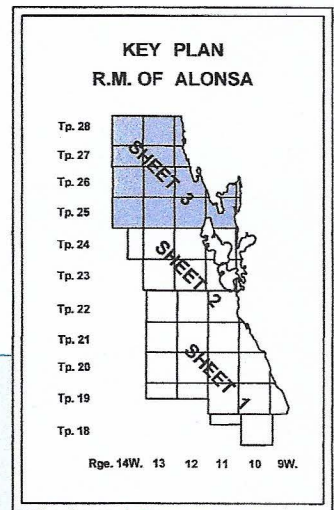 KEY PLAN
R.M. OF ALONSA
Tp. 28
Tp. 27
Tp. 26
Tp. 25
Tp. 24
Tp. 23
Tp. 22
Tp. 21
Tp. 20
Tp. 19
Tp. 18
SHEET 3
SHEET 2
SHEET 1
Rge. 14W. 13 12 11 10 9W.